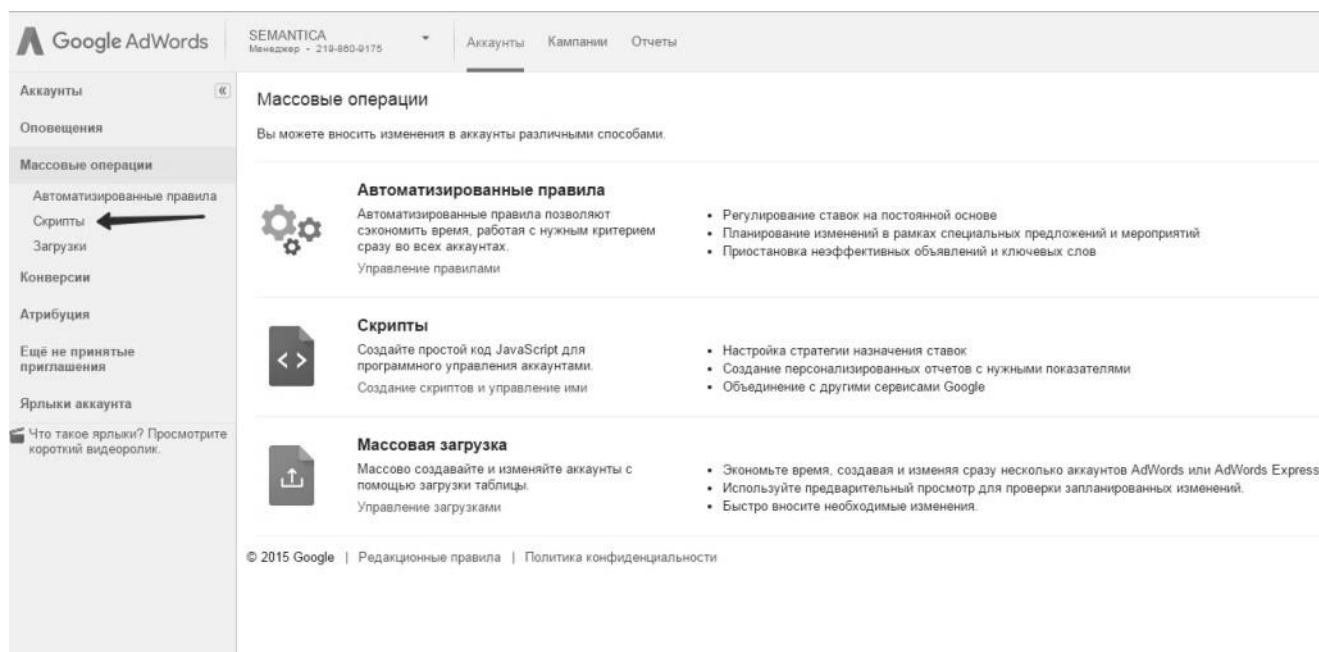 Google AdWords
SEMANTICA
Менеджер - 219-860-9175
Аккаунты Кампании Отчеты
Аккаунты
Оповещения
Массовые операции
Автоматизированные правила
Скрипты
Загрузки
Конверсии
Атрибуция
Ещё не принятые
приглашения
Ярлыки аккаунта
Что такое ярлыки? Просмотрите
короткий видеоролик.
Массовые операции
Вы можете вносить изменения в аккаунты различными способами.
Автоматизированные правила
Автоматизированные правила позволяют
сэкономить время, работая с нужным критерием
сразу во всех аккаунтах.
Управление правилами
• Регулирование ставок на постоянной основе
• Планирование изменений в рамках специальных предложений и мероприятий
• Приостановка неэффективных объявлений и ключевых слов
Скрипты
Создайте простой код JavaScript для
программного управления аккаунтами.
Создание скриптов и управление ими
• Настройка стратегии назначения ставок
• Создание персонализированных отчетов с нужными показателями
• Объединение с другими сервисами Google
Массовая загрузка
Массово создавайте и изменяйте аккаунты с
помощью загрузки таблицы.
Управление загрузками
• Экономьте время, создавая и изменяя сразу несколько аккаунтов AdWords или AdWords Express
• Используйте предварительный просмотр для проверки запланированных изменений.
• Быстро вносите необходимые изменения.
© 2015 Google | Редакционные правила | Политика конфиденциальности